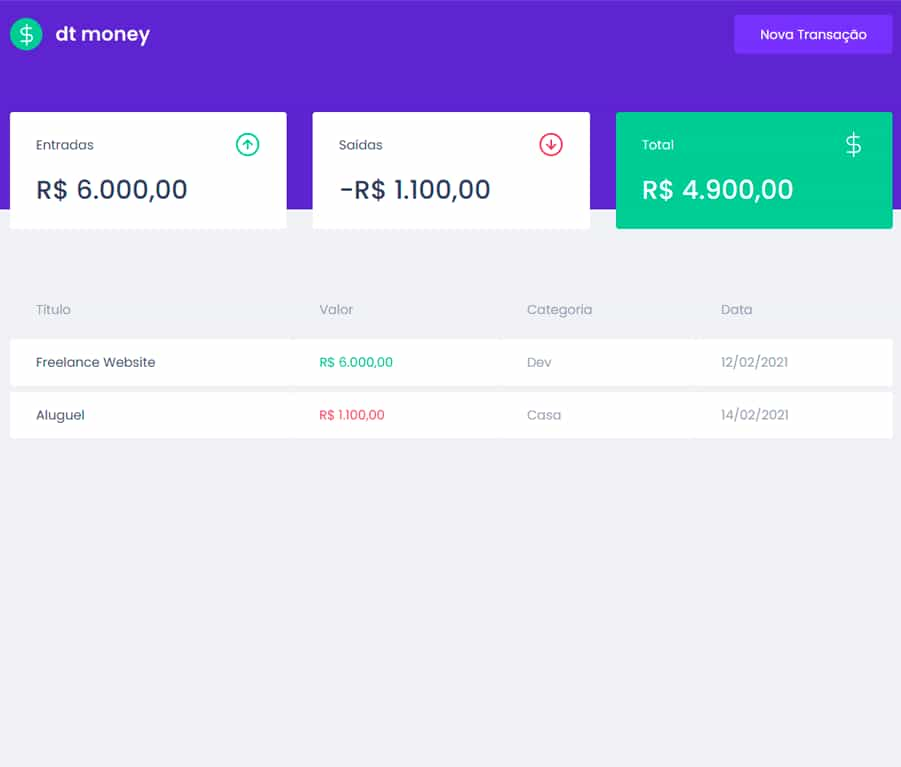 $ dt money
Nova Transação
Entradas
R$ 6.000,00
Saídas
-R$ 1.100,00
Total
$
R$ 4.900,00
Título Valor Categoria Data
Freelance Website R$ 6.000,00 Dev 12/02/2021
Aluguel R$ 1.100,00 Casa 14/02/2021